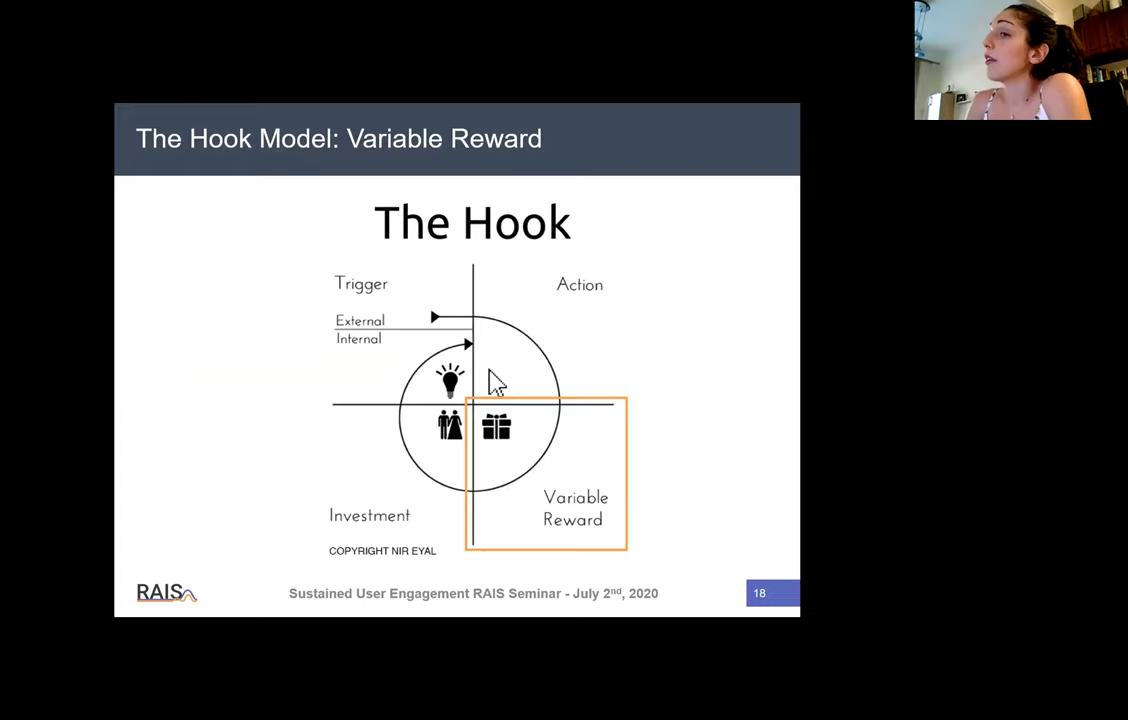 The Hook Model: Variable Reward
The Hook
Trigger
Action
External
Internal
Variable
Reward
Investment
COPYRIGHT NIR EYAL
RAIS
Sustained User Engagement RAIS Seminar - July 2nd, 2020
18